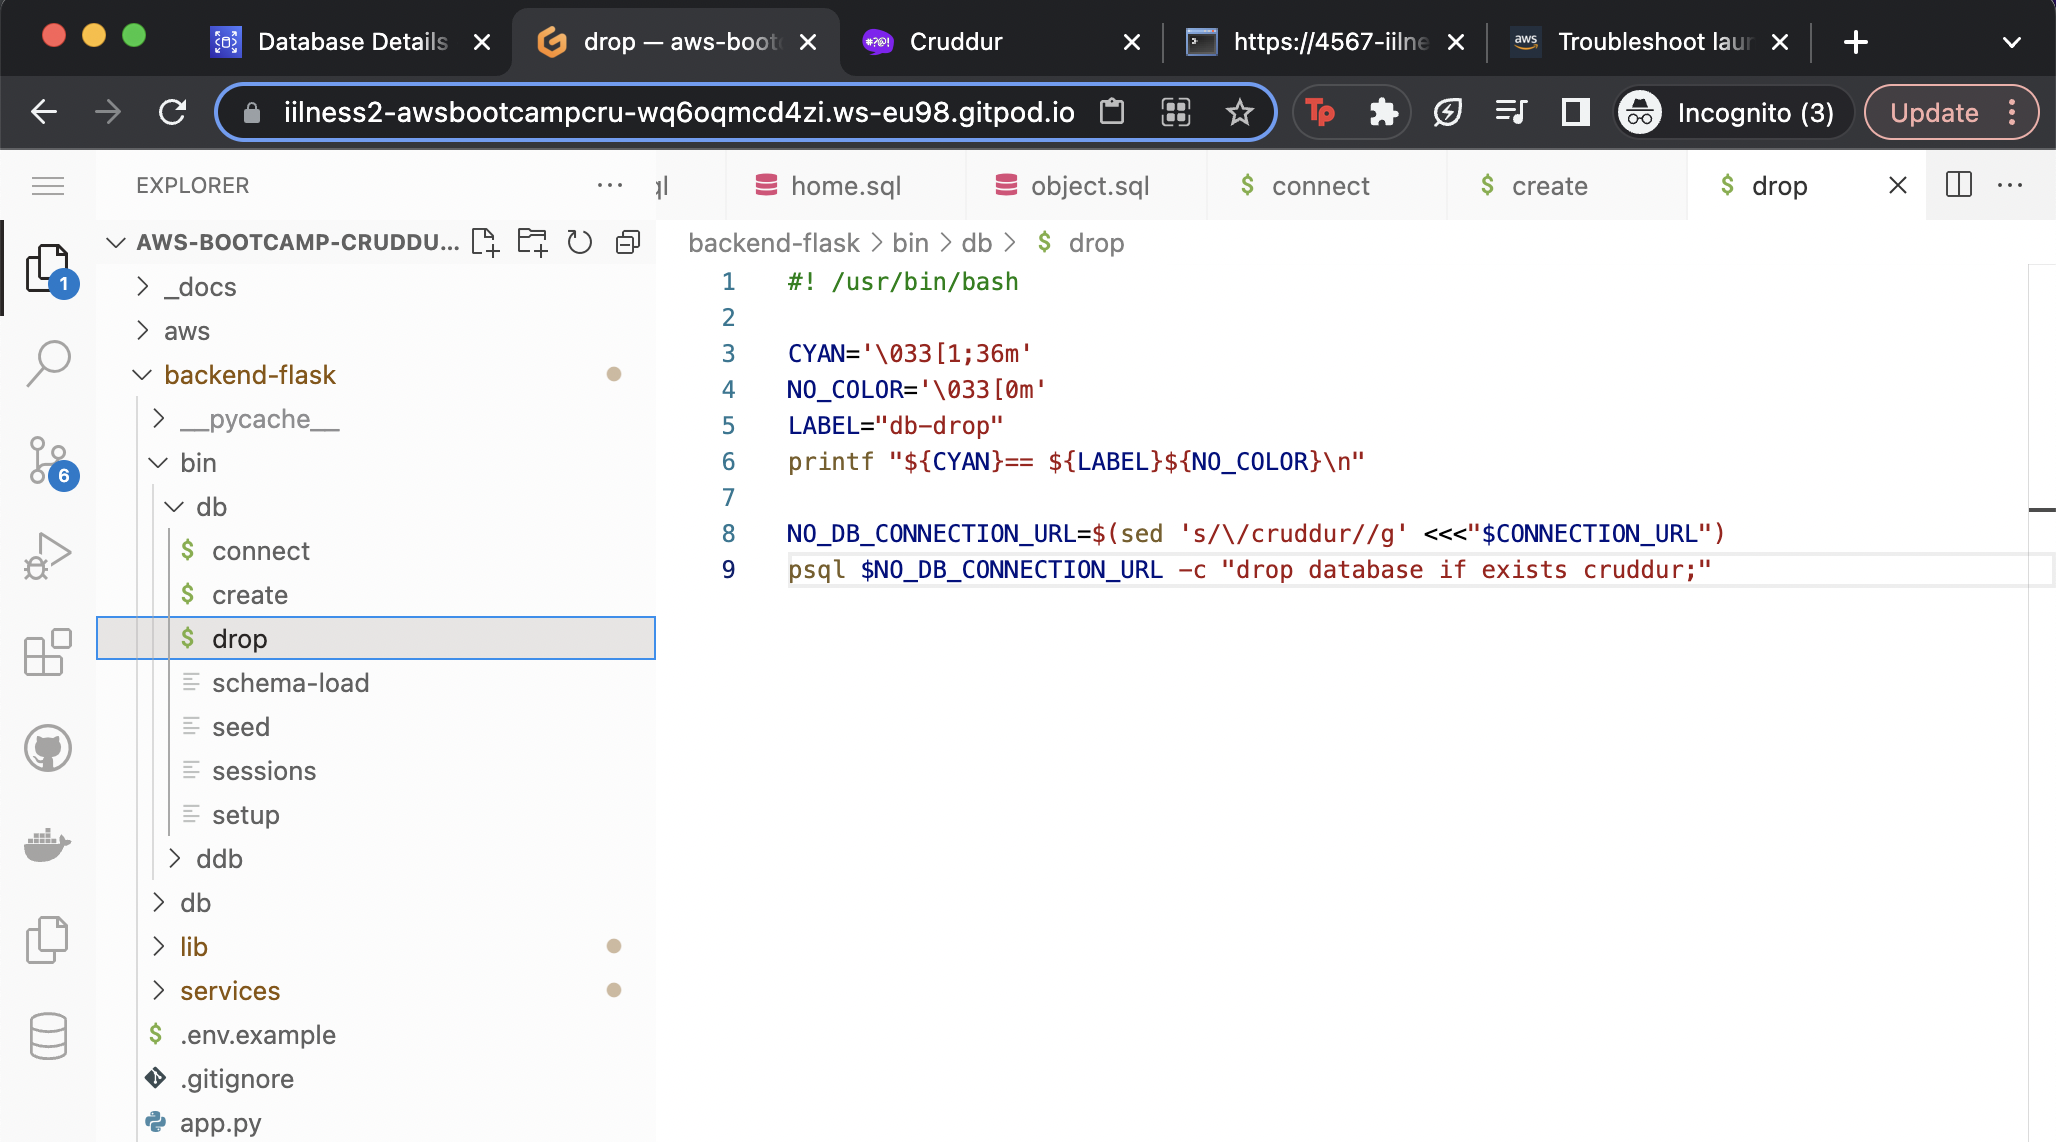 Database Details
drop — aws-boot
Cruddur
https://4567-iilne
aws
Troubleshoot laun
iilness2-awsbootcampcru-wq6oqmcd4zi.ws-eu98.gitpod.io
Tp
Incognito (3)
Update
EXPLORER
ql
home.sql
object.sql
$ connect
$ create
$ drop
AWS-BOOTCAMP-CRUDDU...
backend-flask > bin > db > $ drop
1
6
_docs
aws
backend-flask
__pycache__
bin
db
$ connect
$ create
$ drop
schema-load
seed
sessions
setup
ddb
db
lib
services
$ .env.example
.gitignore
app.py
1 #! /usr/bin/bash
2
3 CYAN='\033[1;36m'
4 NO_COLOR='\033[0m'
5 LABEL="db-drop"
6 printf "${CYAN}== ${LABEL}${NO_COLOR}\n"
7
8 NO_DB_CONNECTION_URL=$(sed 's/\/cruddur//g' <<<"$CONNECTION_URL")
9 psql $NO_DB_CONNECTION_URL -c "drop database if exists cruddur;"